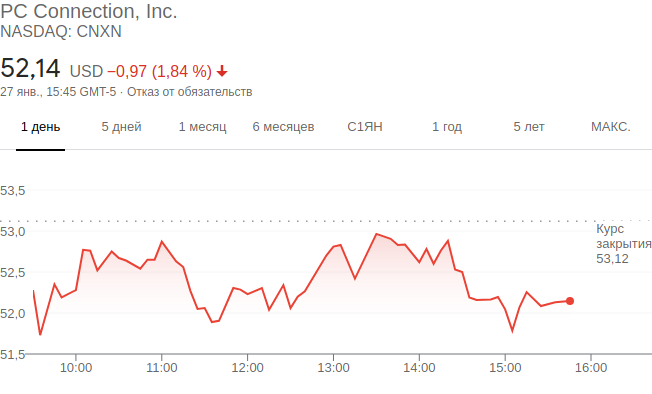 PC Connection, Inc.
NASDAQ: CNXN
52,14 USD −0,97 (1,84 %)
27 янв., 15:45 GMT-5 · Отказ от обязательств
1 день 5 дней 1 месяц 6 месяцев С1ЯН 1 год 5 лет МАКС.
53,5
53,0
52,5
52,0
51,5
Курс
закрытия
53,12
10:00 11:00 12:00 13:00 14:00 15:00 16:00